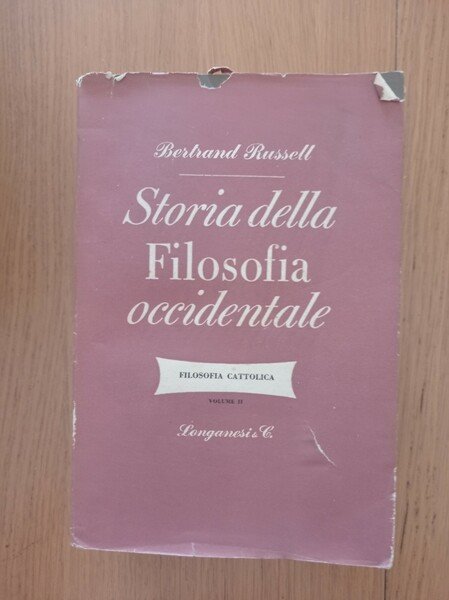 Bertrand Russell
Storia della
Filosofia
occidentale
FILOSOFIA CATTOLICA
VOLUME II
Longanesi & C.